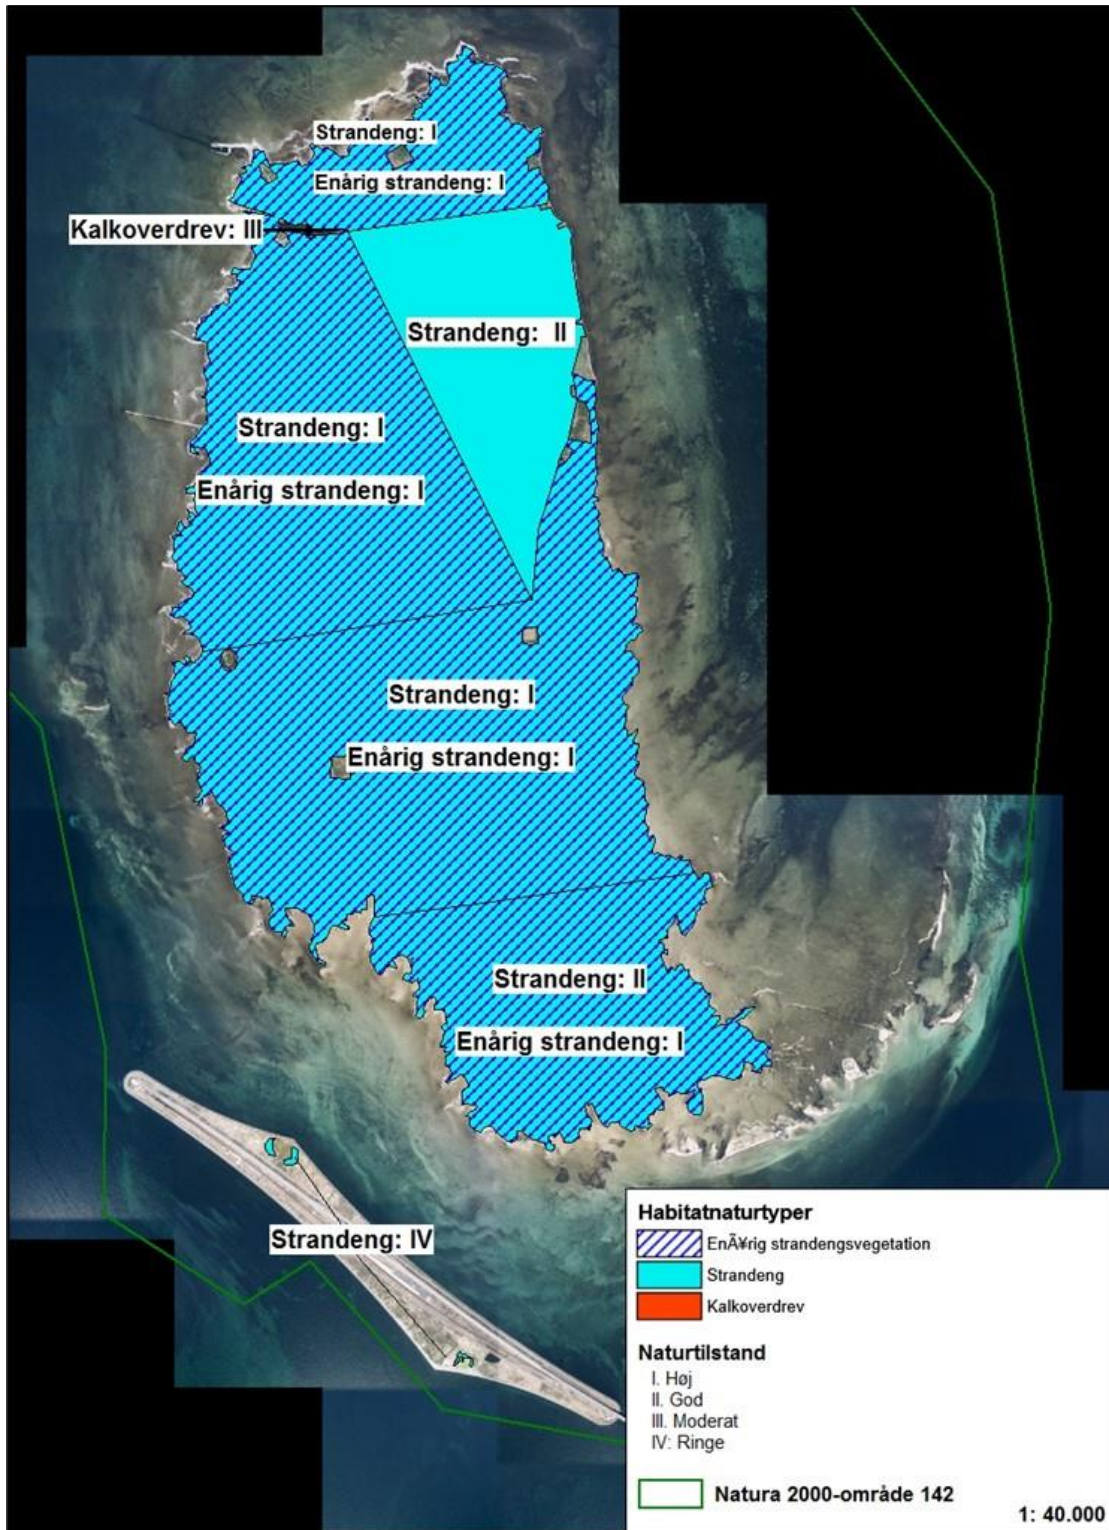 Strandeng: I
Enårig strandeng: I
Kalkoverdrev: III
Strandeng: II
Strandeng: I
Enårig strandeng: I
Strandeng: I
Enårig strandeng: I
Strandeng: II
Enårig strandeng: I
Strandeng: IV
Habitatnaturtyper
EnÃ¥rig strandengsvegetation
Strandeng
Kalkoverdrev
Naturtilstand
I. Høj
II. God
III. Moderat
IV: Ringe
Natura 2000-område 142
1: 40.000